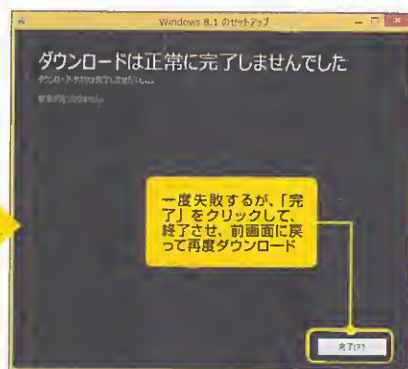 Windows 8.1 のセットアップ
ダウンロードは正常に完了しませんでした
一度失敗するが、「完
了」をクリックして、
終了させ、前画面に戻
って再度ダウンロード
完了(F)